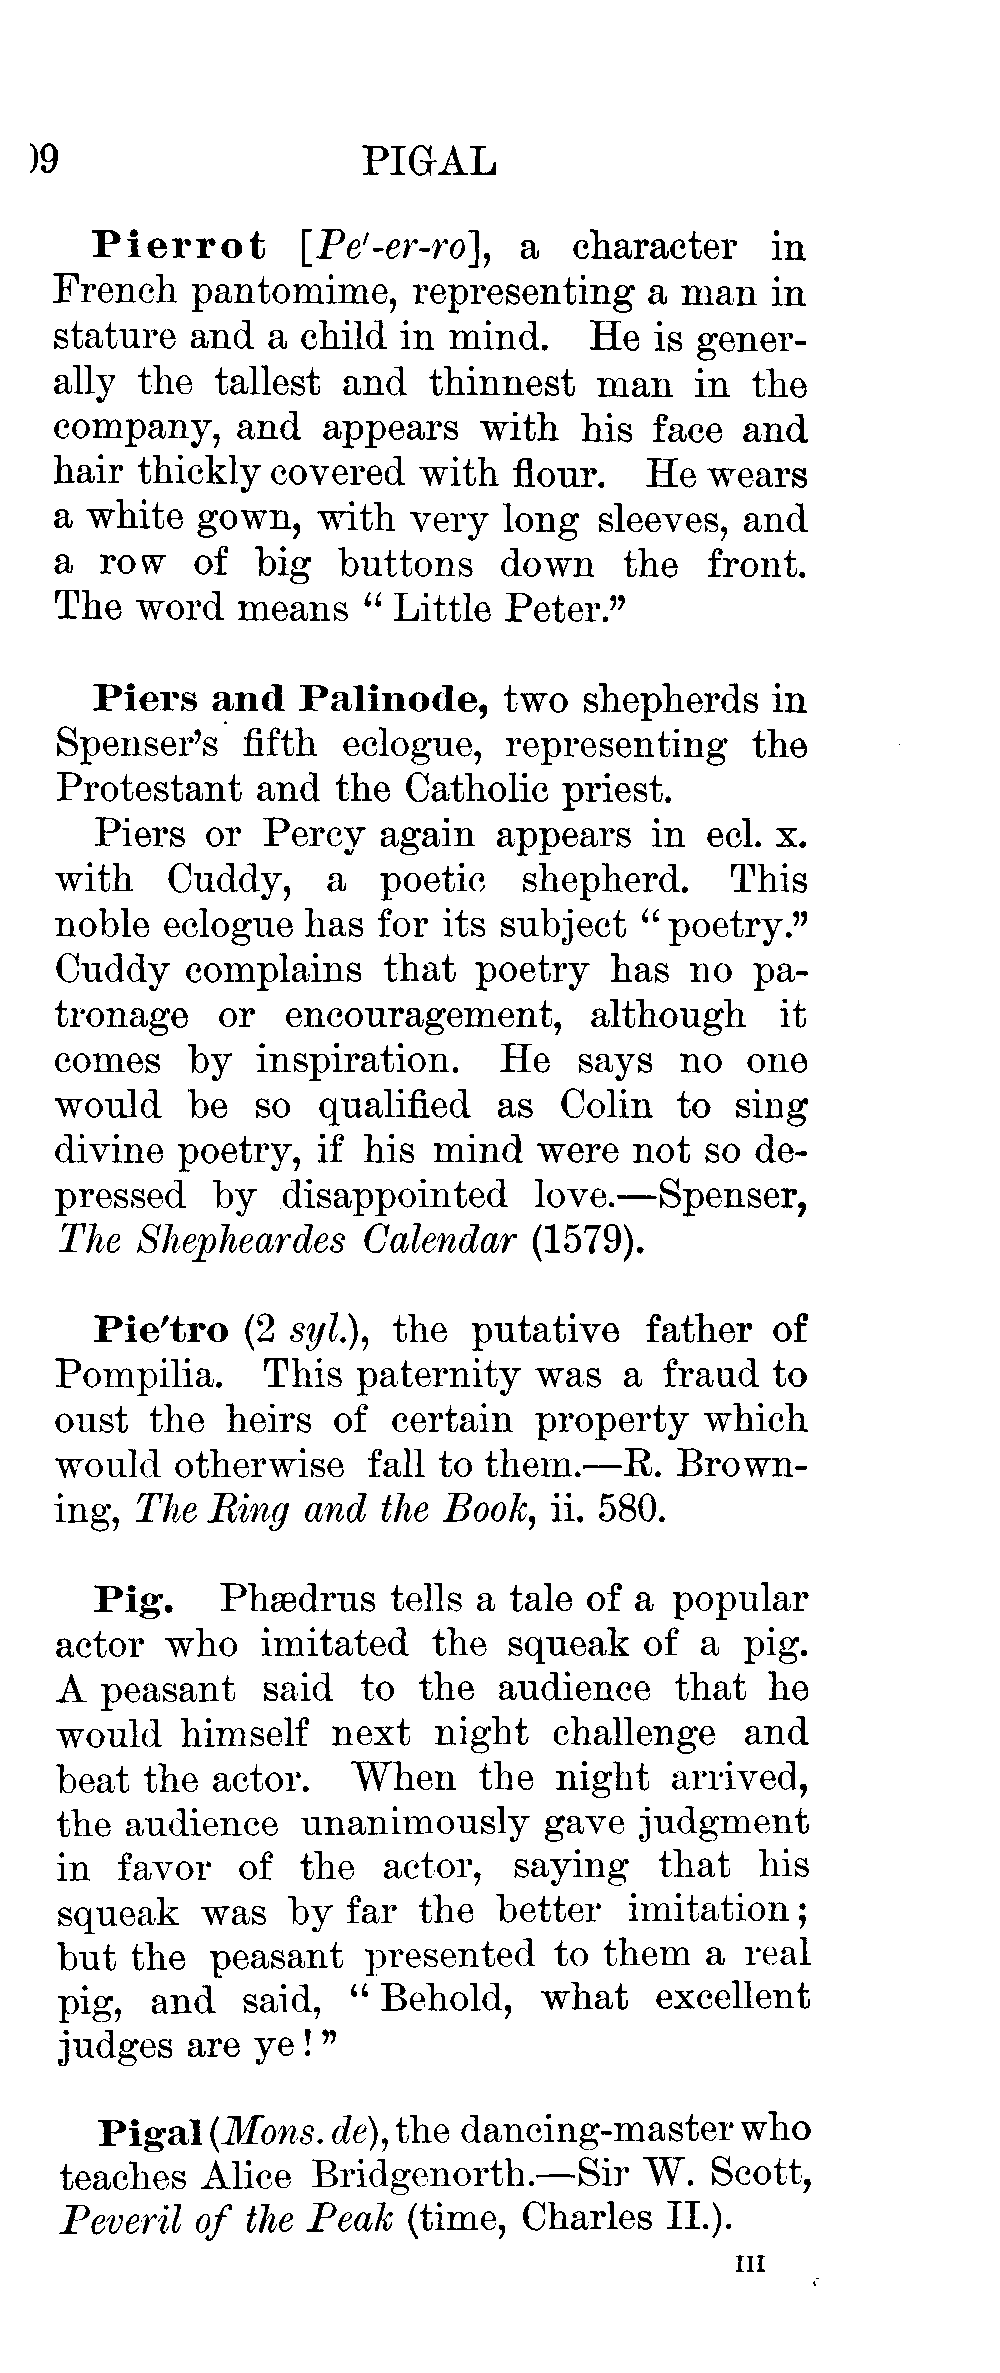 )9 PIGAL
Pierrot [Pe'-er-ro], a character in
French pantomime, representing a man in
stature and a child in mind. He is gener-
ally the tallest and thinnest man in the
company, and appears with his face and
hair thickly covered with flour. He wears
a white gown, with very long sleeves, and
a row of big buttons down the front.
The word means “ Little Peter.”
Piers and Palinode, two shepherds in
Spenser’s fifth eclogue, representing the
Protestant and the Catholic priest.
Piers or Percy again appears in ecl. x.
with Cuddy, a poetic shepherd. This
noble eclogue has for its subject “ poetry.”
Cuddy complains that poetry has no pa-
tronage or encouragement, although it
comes by inspiration. He says no one
would be so qualified as Colin to sing
divine poetry, if his mind were not so de-
pressed by disappointed love.—Spenser,
The Shepheardes Calendar (1579).
Pie'tro (2 syl.), the putative father of
Pompilia. This paternity was a fraud to
oust the heirs of certain property which
would otherwise fall to them.—R. Brown-
ing, The Ring and the Book, ii. 580.
Pig. Phædrus tells a tale of a popular
actor who imitated the squeak of a pig.
A peasant said to the audience that he
would himself next night challenge and
beat the actor. When the night arrived,
the audience unanimously gave judgment
in favor of the actor, saying that his
squeak was by far the better imitation;
but the peasant presented to them a real
pig, and said, “ Behold, what excellent
judges are ye! ”
Pigal (Mons. de), the dancing-master who
teaches Alice Bridgenorth.—Sir W. Scott,
Peveril of the Peak (time, Charles II.).
III